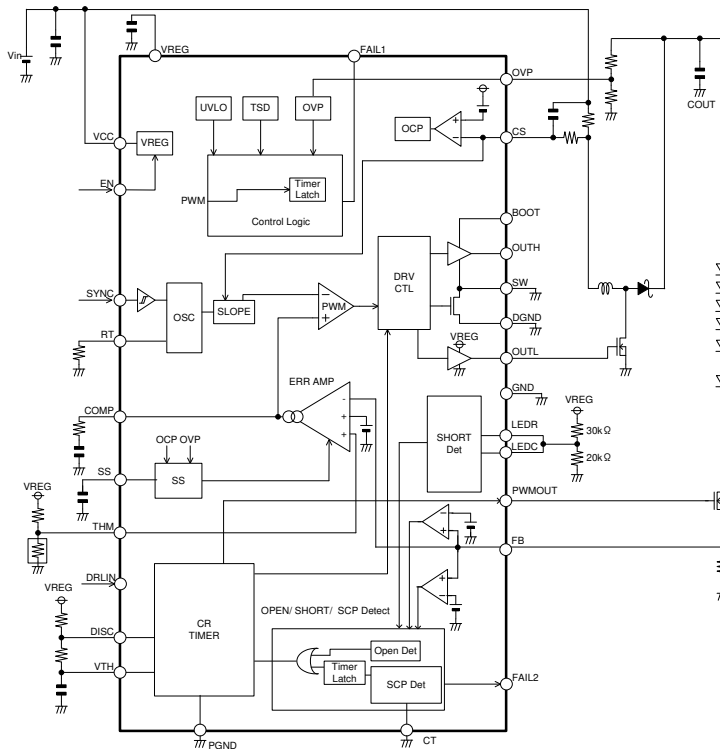 VREG
FAIL1
Vin
OVP
COUT
UVLO
TSD
OVP
OCP
CS
VCC
VREG
EN
Timer
Latch
PWM
Control Logic
BOOT
OUTH
DRV
CTL
SYNC
OSC
SLOPE
PWM
SW
DGND
RT
VREG
OUTL
ERR AMP
GND
VREG
COMP
LEDR
30kΩ
SHORT
Det
LEDC
20kΩ
OCP OVP
SS
SS
VREG
PWMOUT
THM
FB
DRLIN
VREG
CR
TIMER
OPEN/ SHORT/ SCP Detect
DISC
Open Det
Timer
Latch
SCP Det
VTH
FAIL2
PGND
CT